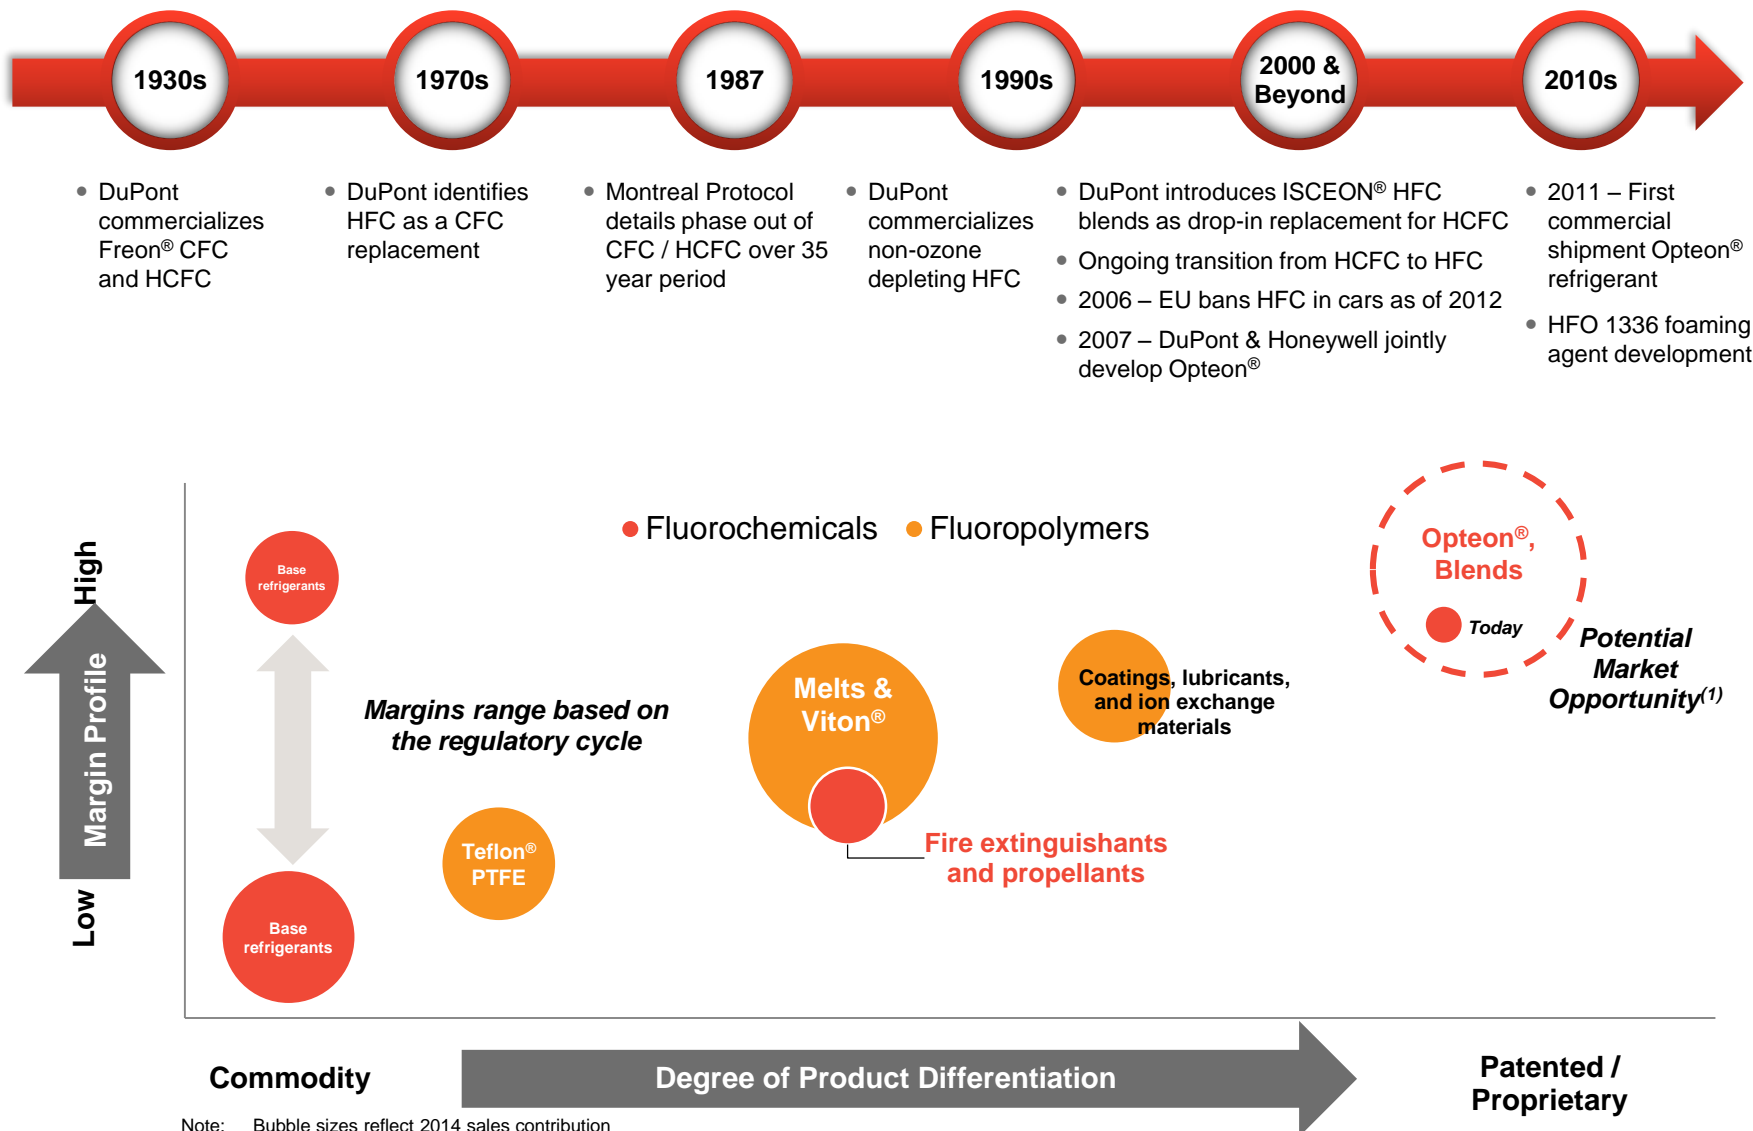 1930s
1970s
1987
1990s
2000 &
Beyond
2010s
• DuPont
commercializes
Freon® CFC
and HCFC
• DuPont identifies
HFC as a CFC
replacement
• Montreal Protocol
details phase out of
CFC / HCFC over 35
year period
• DuPont
commercializes
non-ozone
depleting HFC
• DuPont introduces ISCEON® HFC
blends as drop-in replacement for HCFC
• Ongoing transition from HCFC to HFC
• 2006 – EU bans HFC in cars as of 2012
• 2007 – DuPont & Honeywell jointly
develop Opteon®
• 2011 – First
commercial
shipment Opteon®
refrigerant
• HFO 1336 foaming
agent development
High
Margin Profile
Low
Fluorochemicals
Fluoropolymers
Base
refrigerants
Margins range based on
the regulatory cycle
Base
refrigerants
Teflon®
PTFE
Melts &
Viton®
Fire extinguishants
and propellants
Coatings, lubricants,
and ion exchange
materials
Opteon®,
Blends
Today
Potential
Market
Opportunity(1)
Commodity
Degree of Product Differentiation
Patented /
Proprietary
Note: Bubble sizes reflect 2014 sales contribution